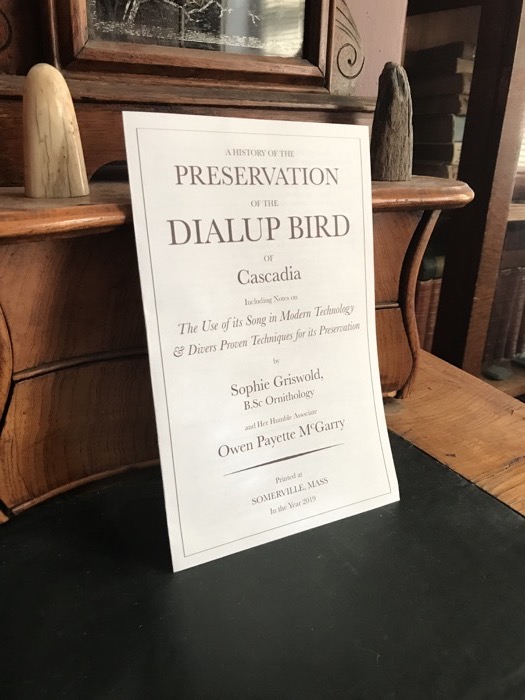 A HISTORY OF THE
PRESERVATION
OF THE
DIALUP BIRD
OF
Cascadia
Including Notes on
The Use of its Song in Modern Technology
& Divers Proven Techniques for its Preservation
by
Sophie Griswold,
B.Sc Ornithology
and Her Humble Associate
Owen Payette McGarry
Printed at
SOMERVILLE, MASS
In the Year 2019